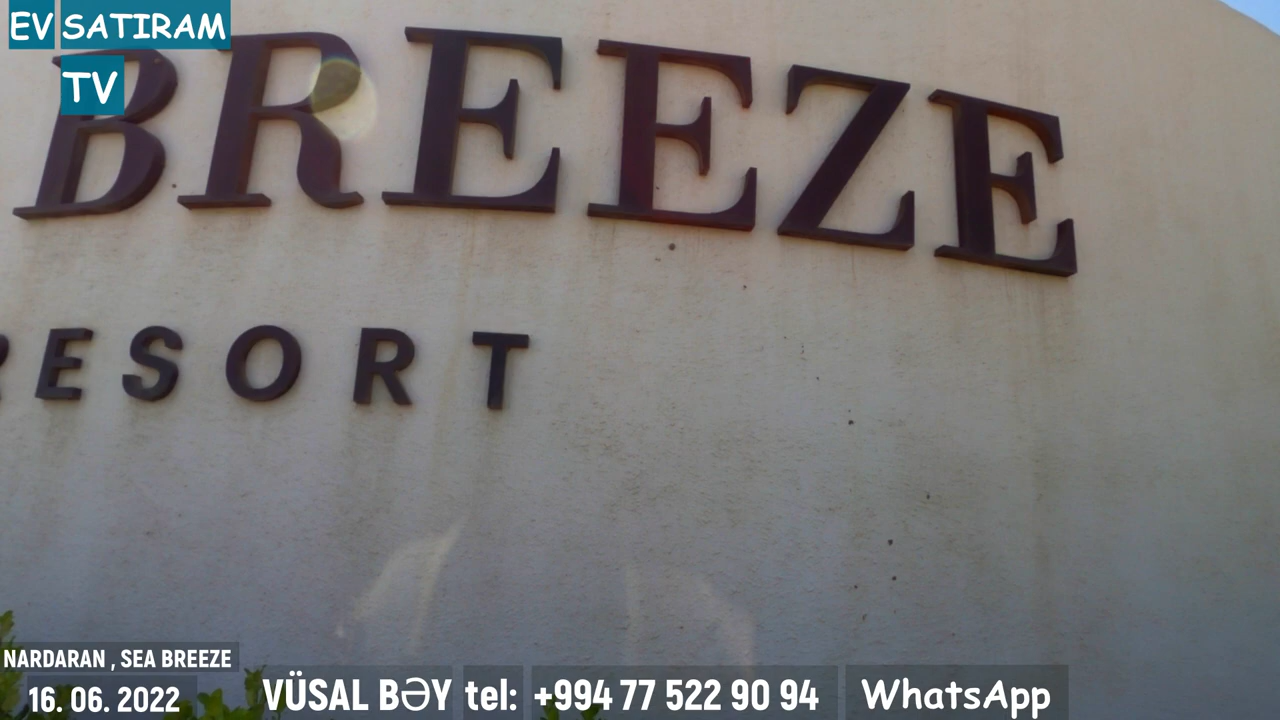 EV SATIRAM
TV
BREEZE
RESORT
NARDARAN , SEA BREEZE
16. 06. 2022
VÜSAL BƏY tel: +994 77 522 90 94 WhatsApp